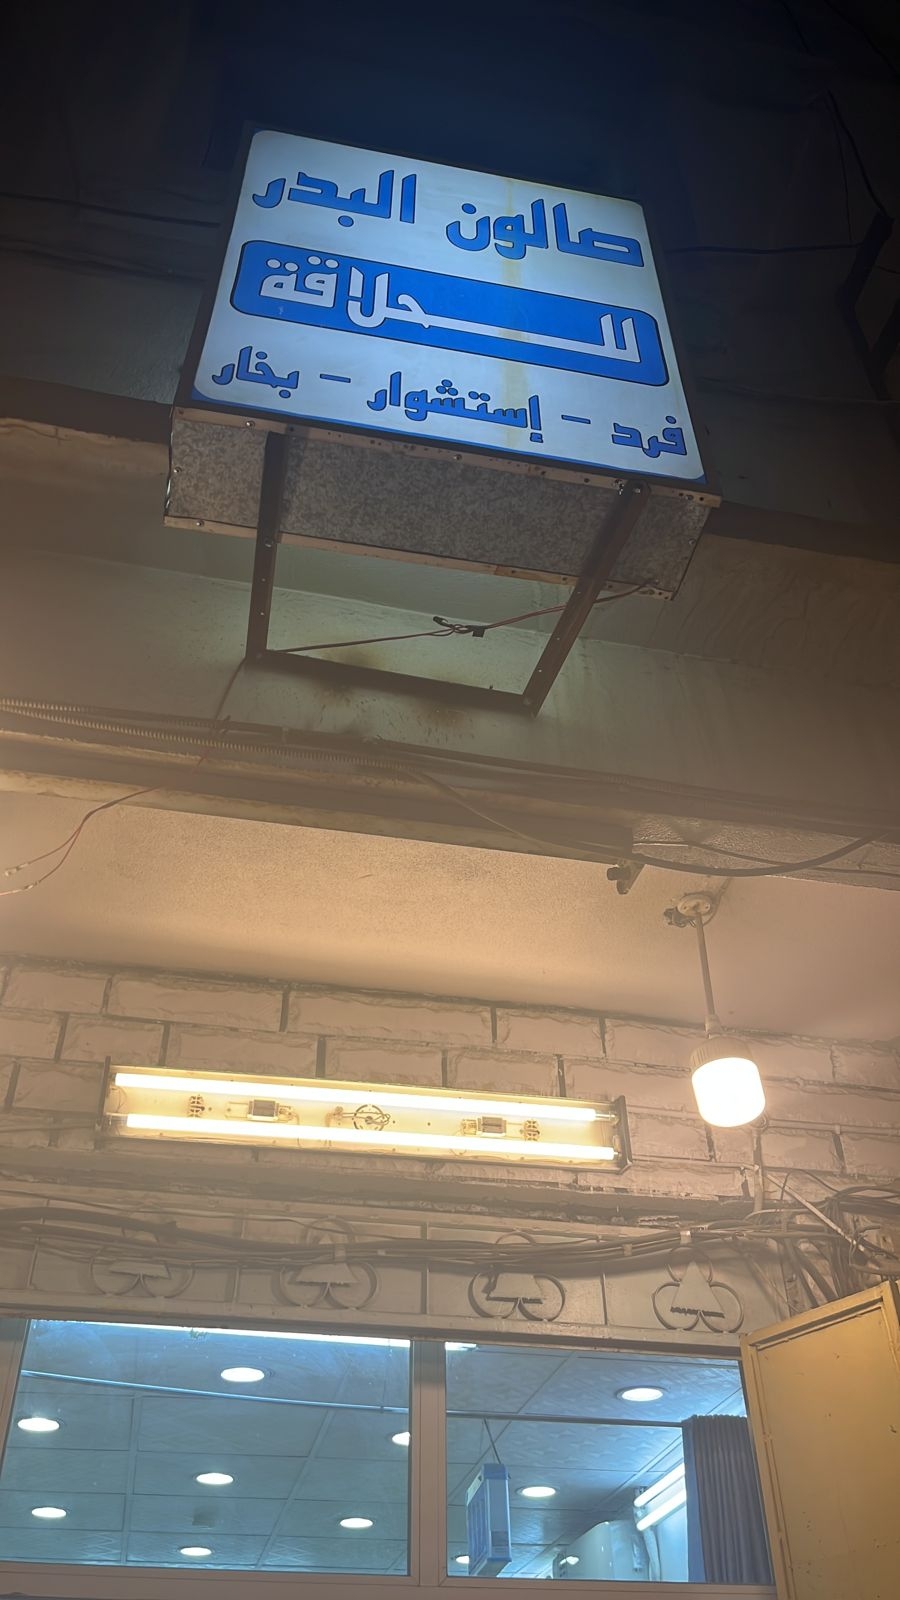 صالون البدر
للحلاقة
فرد - إستشوار - بخار